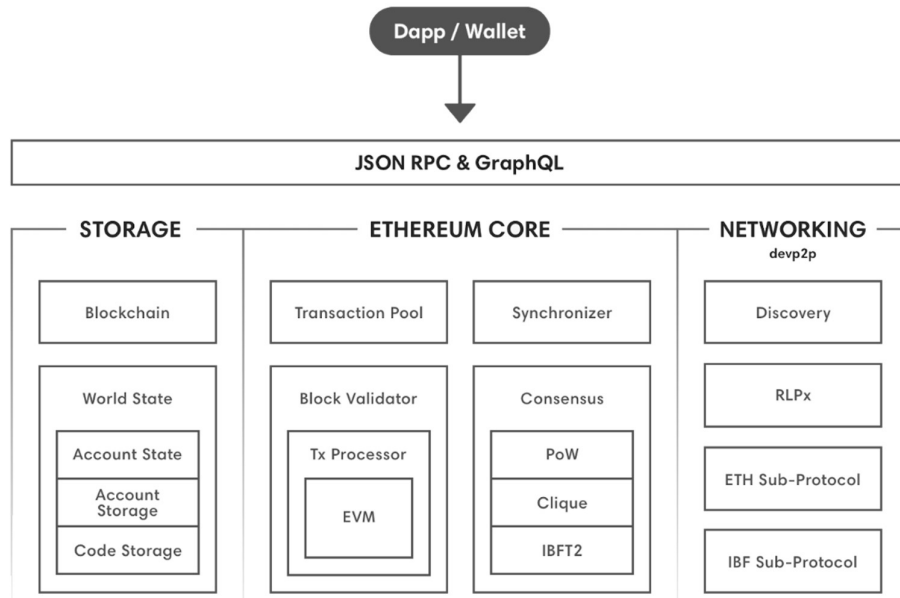 Dapp / Wallet
JSON RPC & GraphQL
STORAGE
Blockchain
World State
Account State
Account
Storage
Code Storage
ETHEREUM CORE
Transaction Pool
Synchronizer
Block Validator
Tx Processor
EVM
Consensus
PoW
Clique
IBFT2
NETWORKING
devp2p
Discovery
RLPx
ETH Sub-Protocol
IBF Sub-Protocol